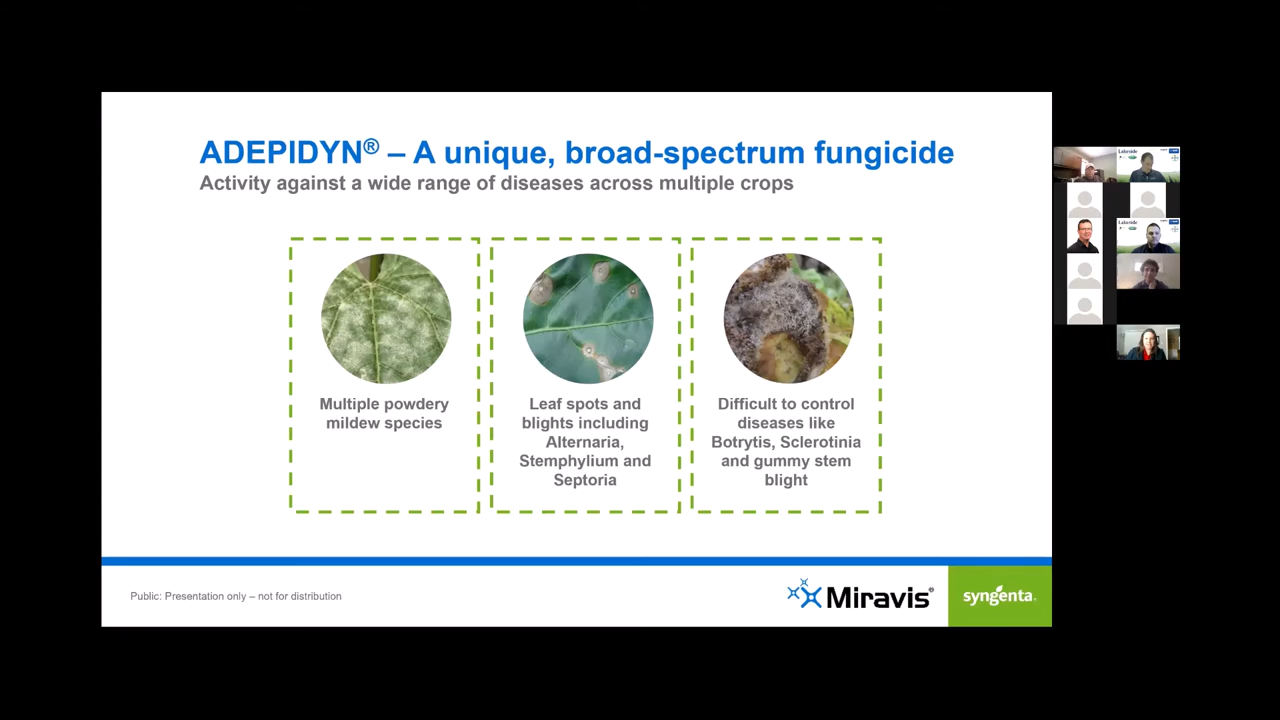 ADEPIDYN® – A unique, broad-spectrum fungicide
Activity against a wide range of diseases across multiple crops
Multiple powdery
mildew species
Leaf spots and
blights including
Alternaria,
Stemphylium and
Septoria
Difficult to control
diseases like
Botrytis, Sclerotinia
and gummy stem
blight
Public: Presentation only – not for distribution
Miravis®
syngenta.
Lakeside
Lakeside